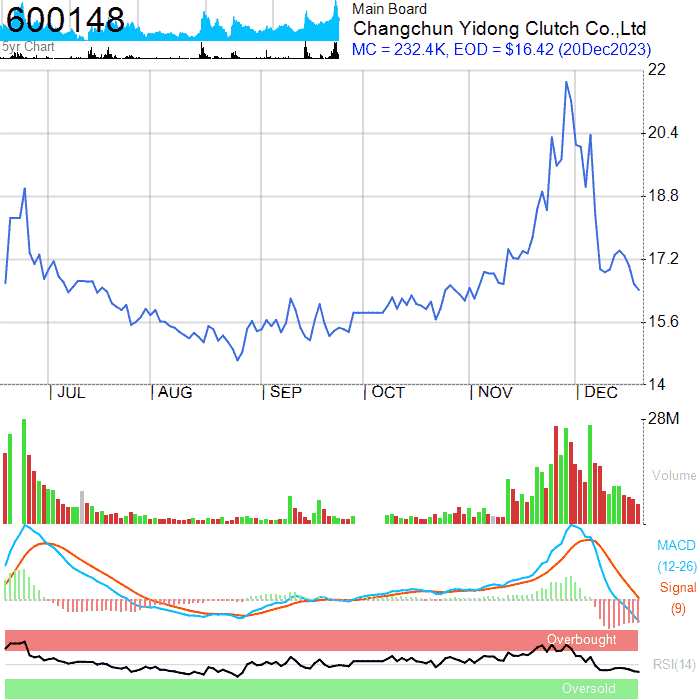 600148
5yr Chart
Main Board
Changchun Yidong Clutch Co.,Ltd
MC = 232.4K, EOD = $16.42 (20Dec2023)
22
20.4
18.8
17.2
15.6
14
| JUL | AUG | SEP | OCT | NOV | DEC
28M
Volume
MACD
(12-26)
Signal
(9)
Overbought
RSI(14)
Oversold